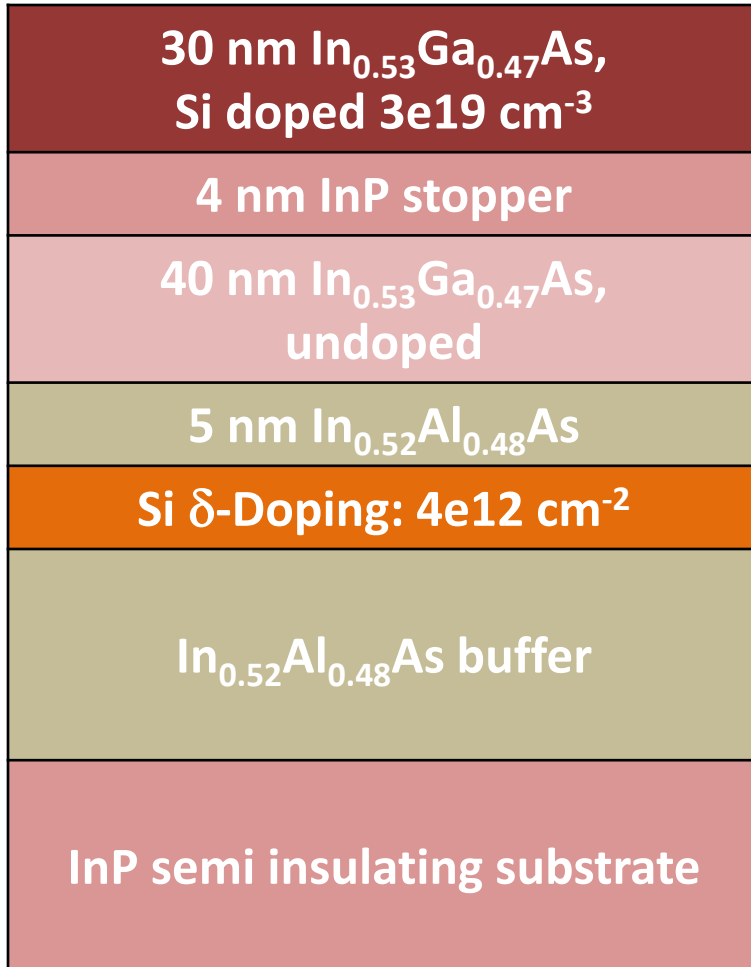 30 nm In₀.₅₃Ga₀.₄₇As,
Si doped 3e19 cm⁻³
4 nm InP stopper
40 nm In₀.₅₃Ga₀.₄₇As,
undoped
5 nm In₀.₅₂Al₀.₄₈As
Si δ-Doping: 4e12 cm⁻²
In₀.₅₂Al₀.₄₈As buffer
InP semi insulating substrate